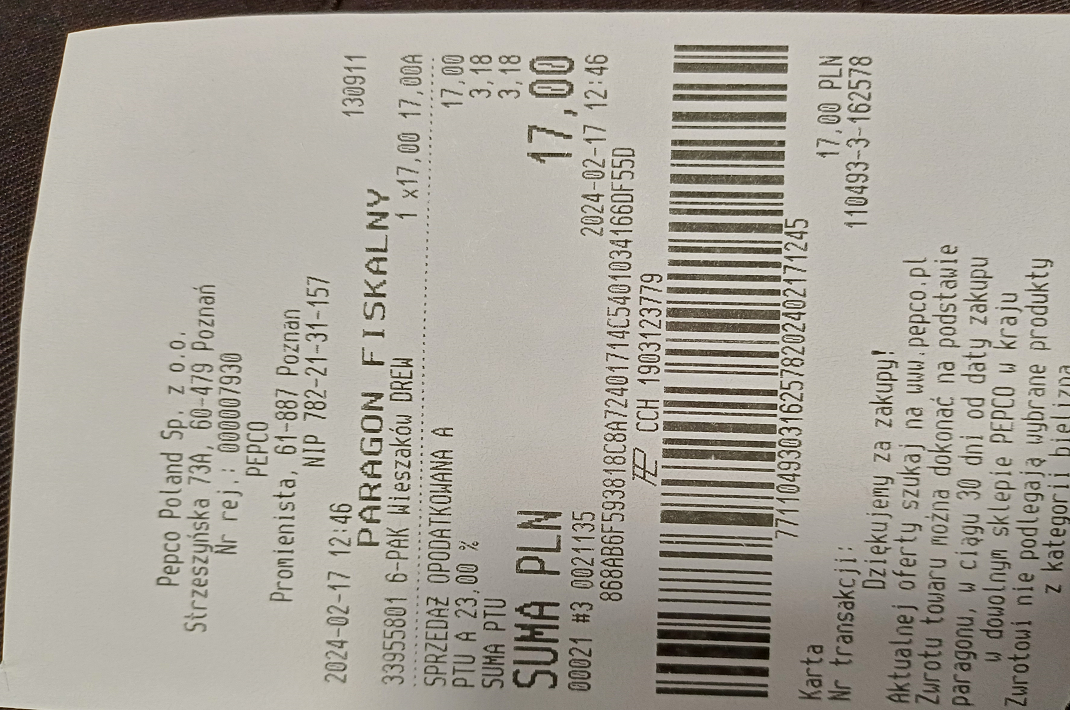 Pepco Poland Sp. z o.o.
Strzeszyńska 73A, 60-479 Poznań
Nr rej.: 0000007930
PEPCO
Promienista, 61-887 Poznan
NIP 782-21-31-157
2024-02-17 12:46 130911
PARAGON FISKALNY
33955801 6-PAK Wieszaków DREW 1 x17,00 17,00A
SPRZEDAŻ OPODATKOWANA A 17,00
PTU A 23,00 % 3,18
SUMA PTU 3,18
SUMA PLN 17,00
00021 #3 0021135 2024-02-17 12:46
868AB6F593818C8A72401714C5401034166DF55D
CCH 1903123779
7711049303162578202402171245
Karta 17,00 PLN
Nr transakcji: 110493-3-162578
Dziękujemy za zakupy!
Aktualnej oferty szukaj na www.pepco.pl
Zwrotu towaru można dokonać na podstawie
paragonu, w ciągu 30 dni od daty zakupu
w dowolnym sklepie PEPCO w kraju
Zwrotowi nie podlegają wybrane produkty
z kategorii bielizna